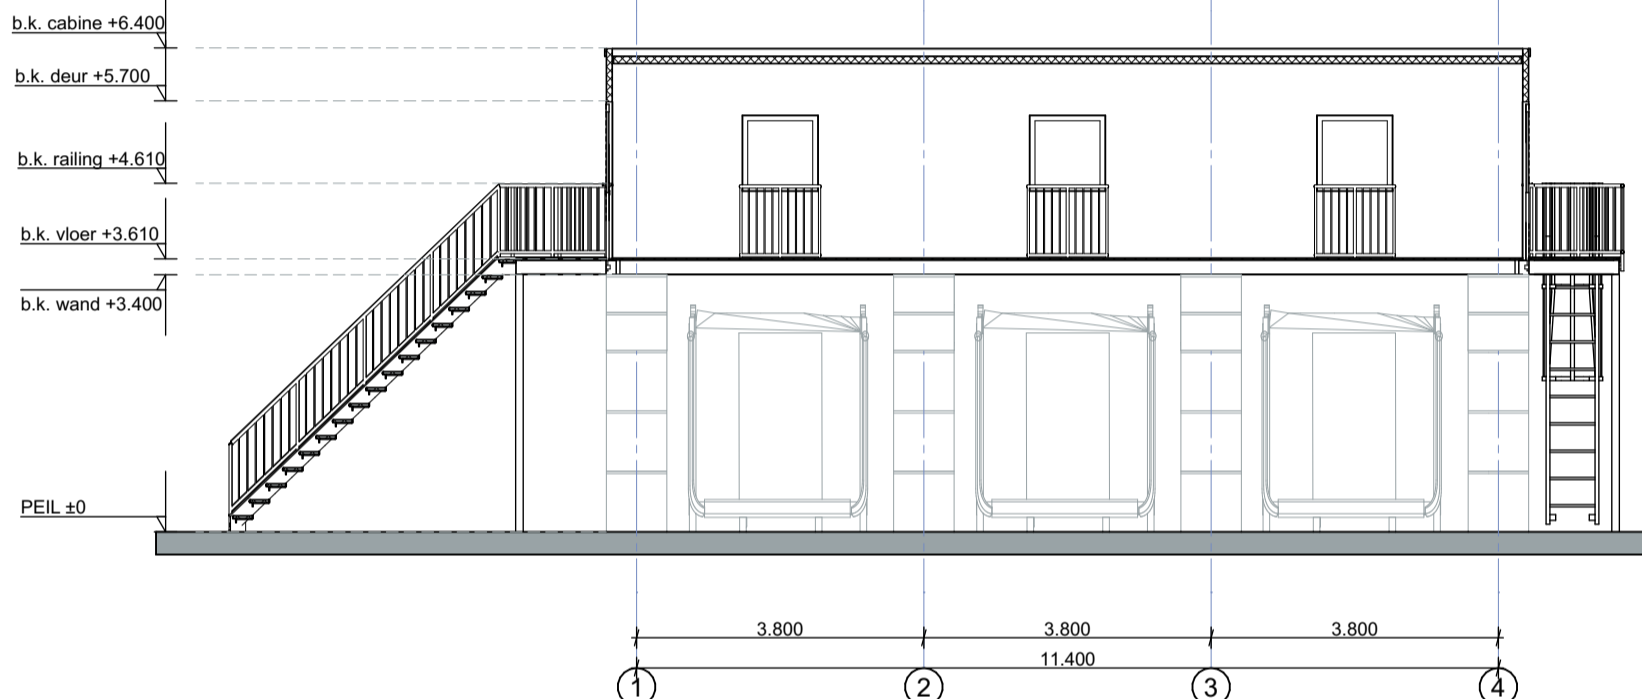 b.k. cabine +6.400
b.k. deur +5.700
b.k. railing +4.610
b.k. vloer +3.610
b.k. wand +3.400
PEIL ±0
3.800 3.800 3.800
11.400
1 2 3 4